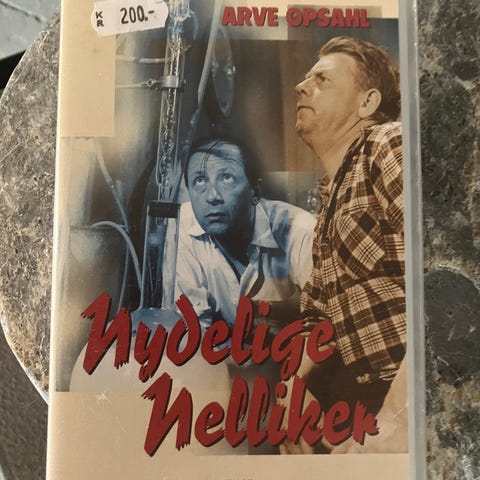 KR 200.-
ARVE OPSAHL
Nydelige
Nelliker